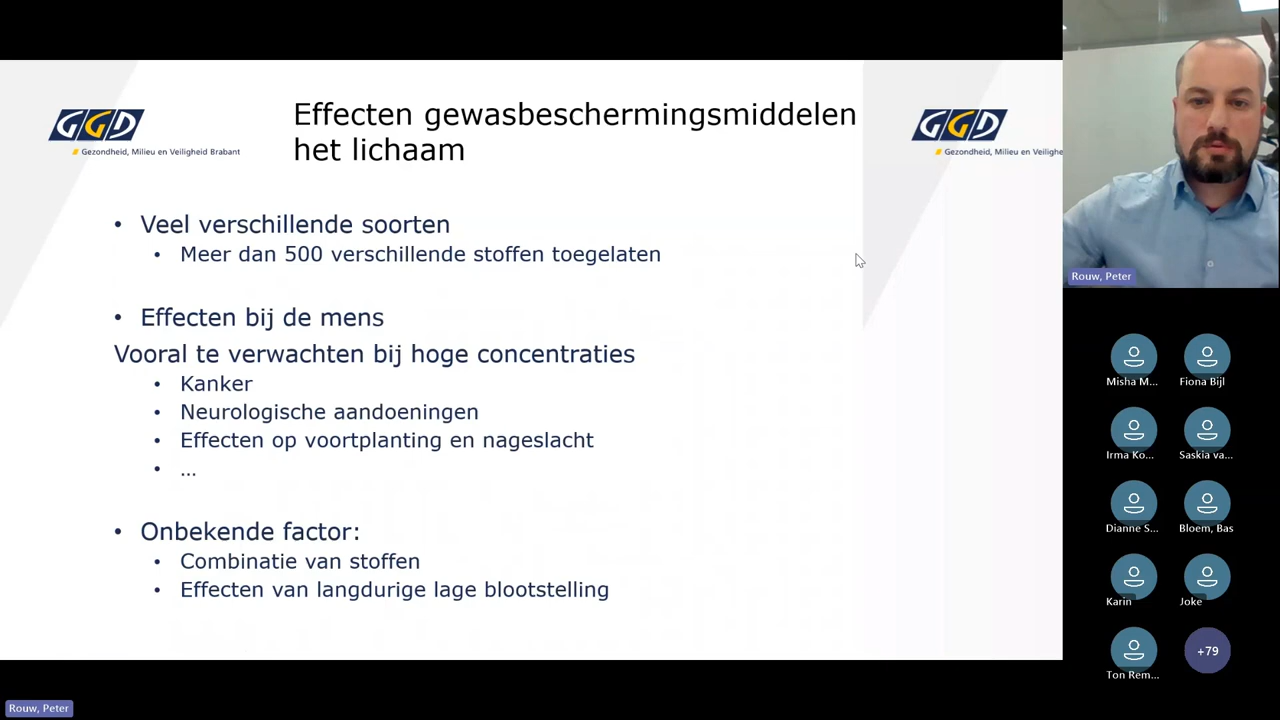 GGD
Gezondheid, Milieu en Veiligheid Brabant
Effecten gewasbeschermingsmiddelen
het lichaam
GGD
Gezondheid, Milieu en Veilighe
• Veel verschillende soorten
• Meer dan 500 verschillende stoffen toegelaten
• Effecten bij de mens
Vooral te verwachten bij hoge concentraties
• Kanker
• Neurologische aandoeningen
• Effecten op voortplanting en nageslacht
• ...
• Onbekende factor:
• Combinatie van stoffen
• Effecten van langdurige lage blootstelling
Rouw, Peter
Misha M...
Fiona Bijl
Irma Ko...
Saskia va...
Dianne S...
Bloem, Bas
Karin
Joke
Ton Rem...
+79
Rouw, Peter